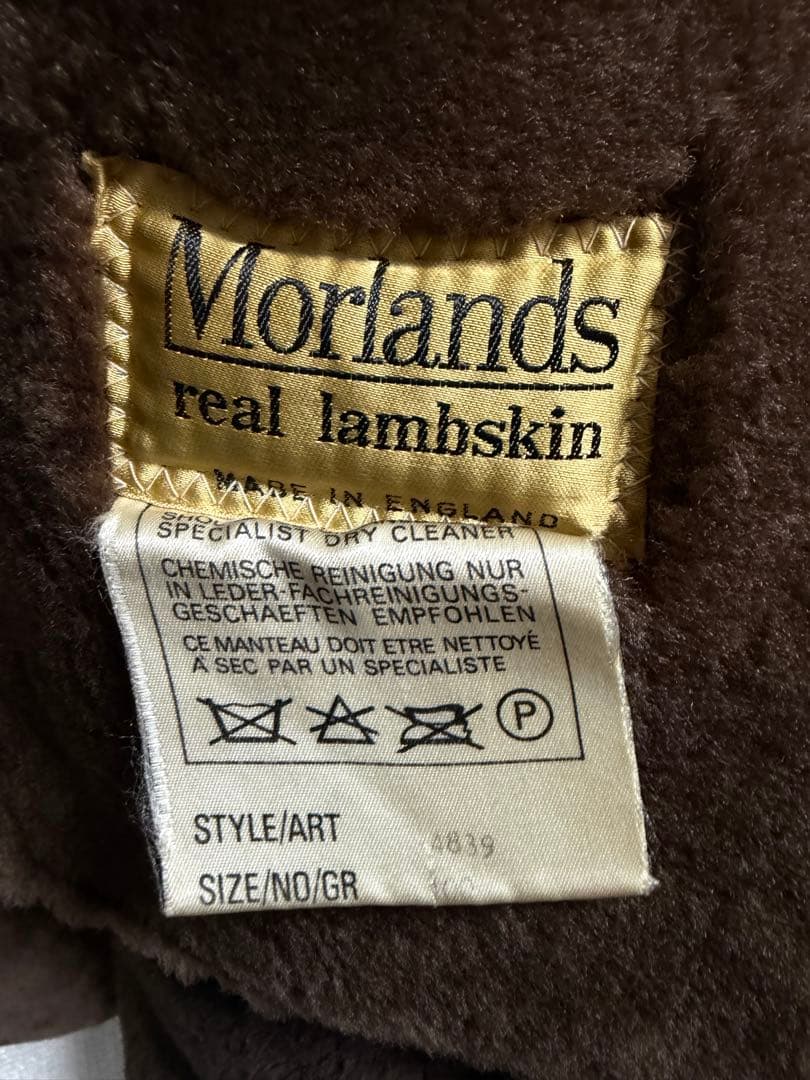 Morlands
real lambskin
MADE IN ENGLAND
SPECIALIST DRY CLEANER
CHEMISCHE REINIGUNG NUR
IN LEDER-FACHREINIGUNGS-
GESCHAEFTEN EMPFOHLEN
CE MANTEAU DOIT ETRE NETTOYÉ
A SEC PAR UN SPECIALISTE
P
STYLE/ART 4839
SIZE/NO/GR